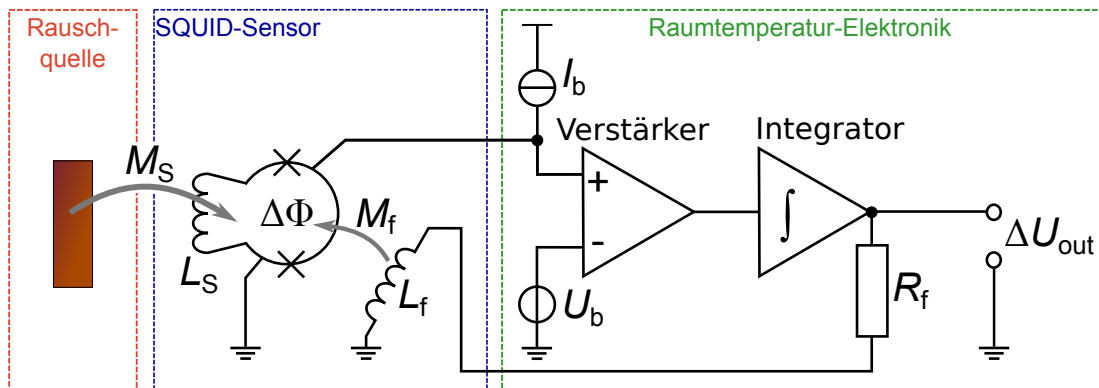 Rausch-
quelle
SQUID-Sensor
Raumtemperatur-Elektronik
I_b
Verstärker
Integrator
M_S
+
∫
ΔΦ
M_f
-
ΔU_out
L_S
L_f
U_b
R_f